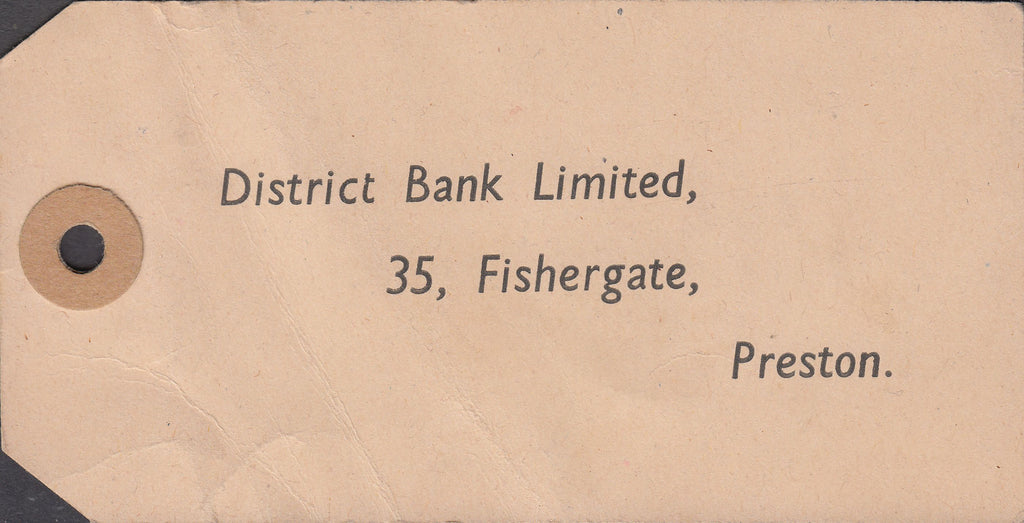 District Bank Limited,
35, Fishergate,
Preston.